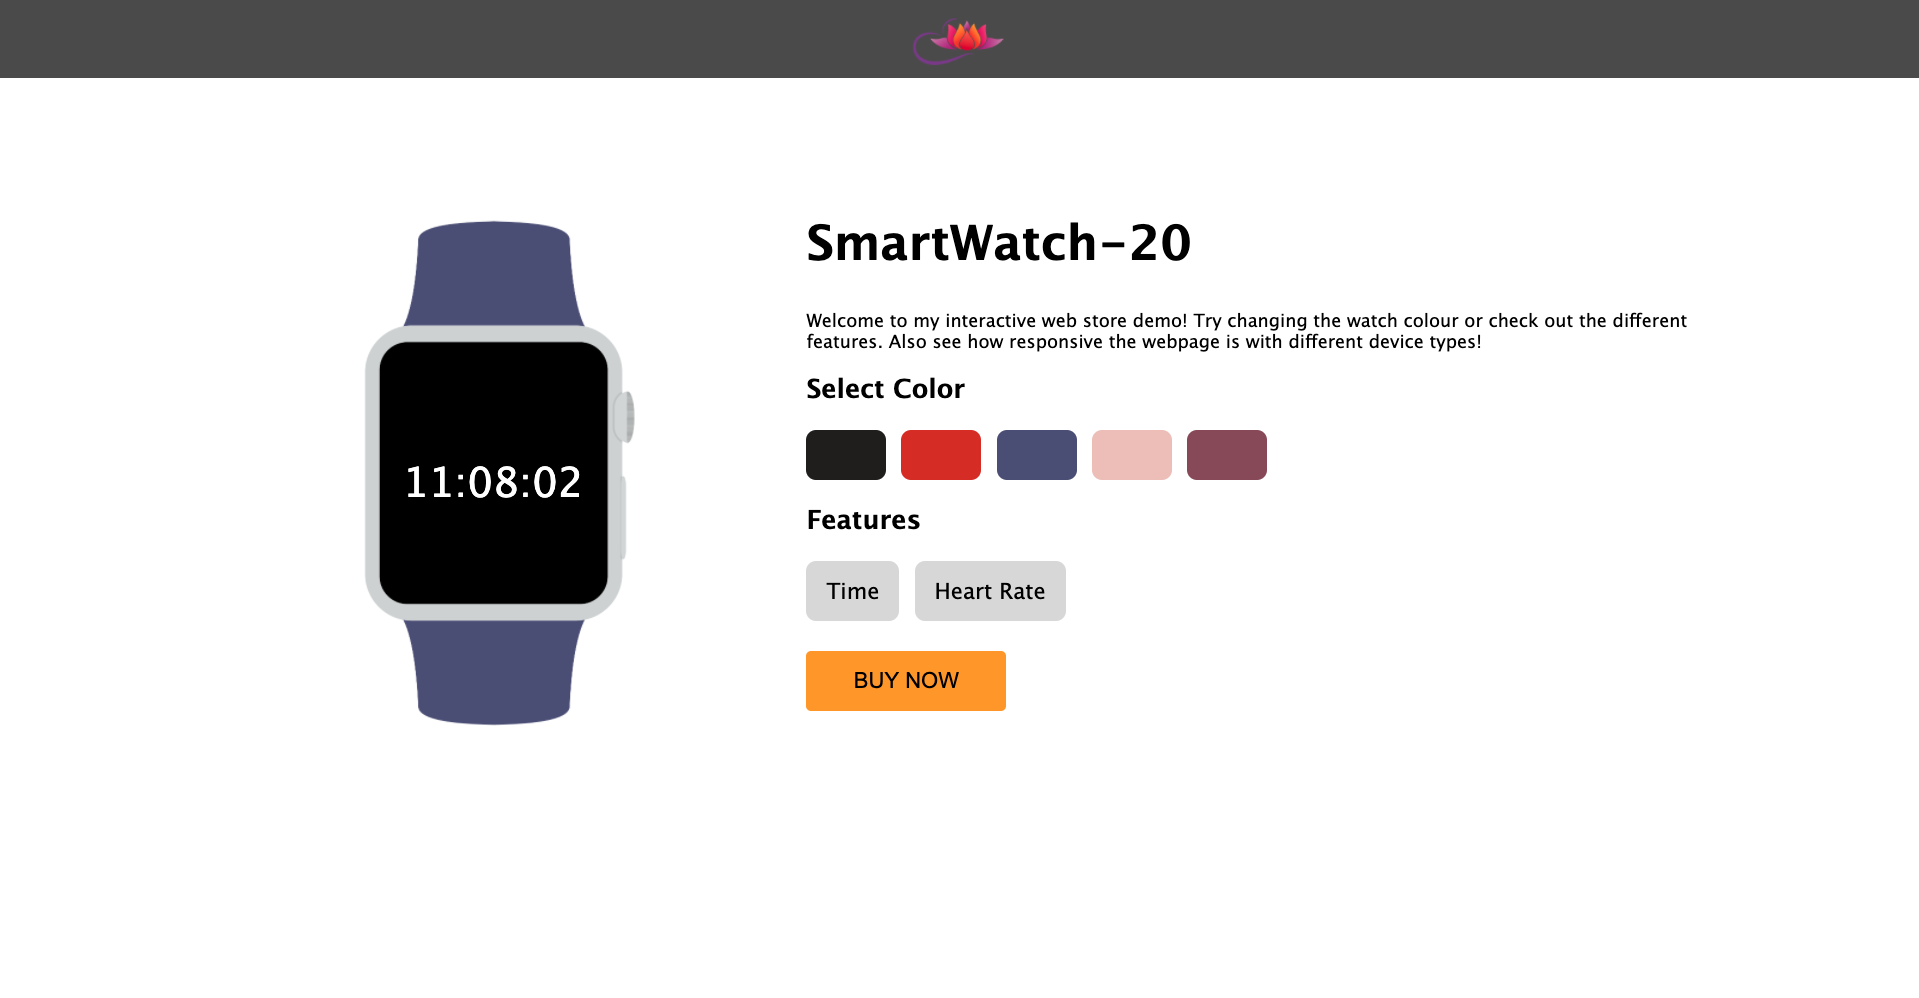 SmartWatch-20
Welcome to my interactive web store demo! Try changing the watch colour or check out the different
features. Also see how responsive the webpage is with different device types!
Select Color
11:08:02
Features
Time
Heart Rate
BUY NOW